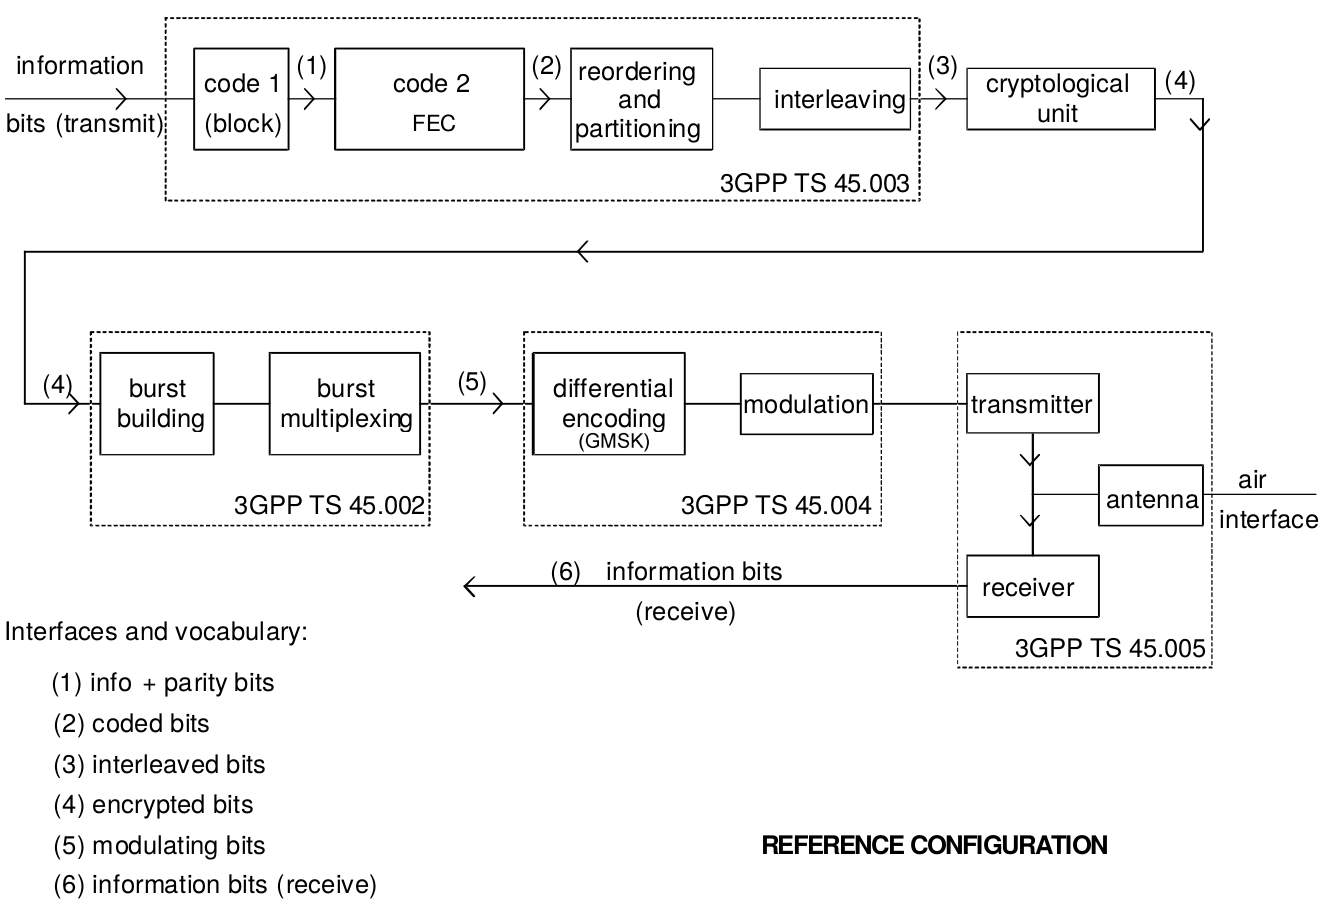 information
bits (transmit)
code 1
(block)
(1)
code 2
FEC
(2)
reordering
and
partitioning
interleaving
(3)
cryptological
unit
(4)
3GPP TS 45.003
(4)
burst
building
burst
multiplexing
3GPP TS 45.002
(5)
differential
encoding
(GMSK)
modulation
3GPP TS 45.004
transmitter
antenna
air
interface
receiver
3GPP TS 45.005
(6) information bits
(receive)
Interfaces and vocabulary:
(1) info + parity bits
(2) coded bits
(3) interleaved bits
(4) encrypted bits
(5) modulating bits
(6) information bits (receive)
REFERENCE CONFIGURATION